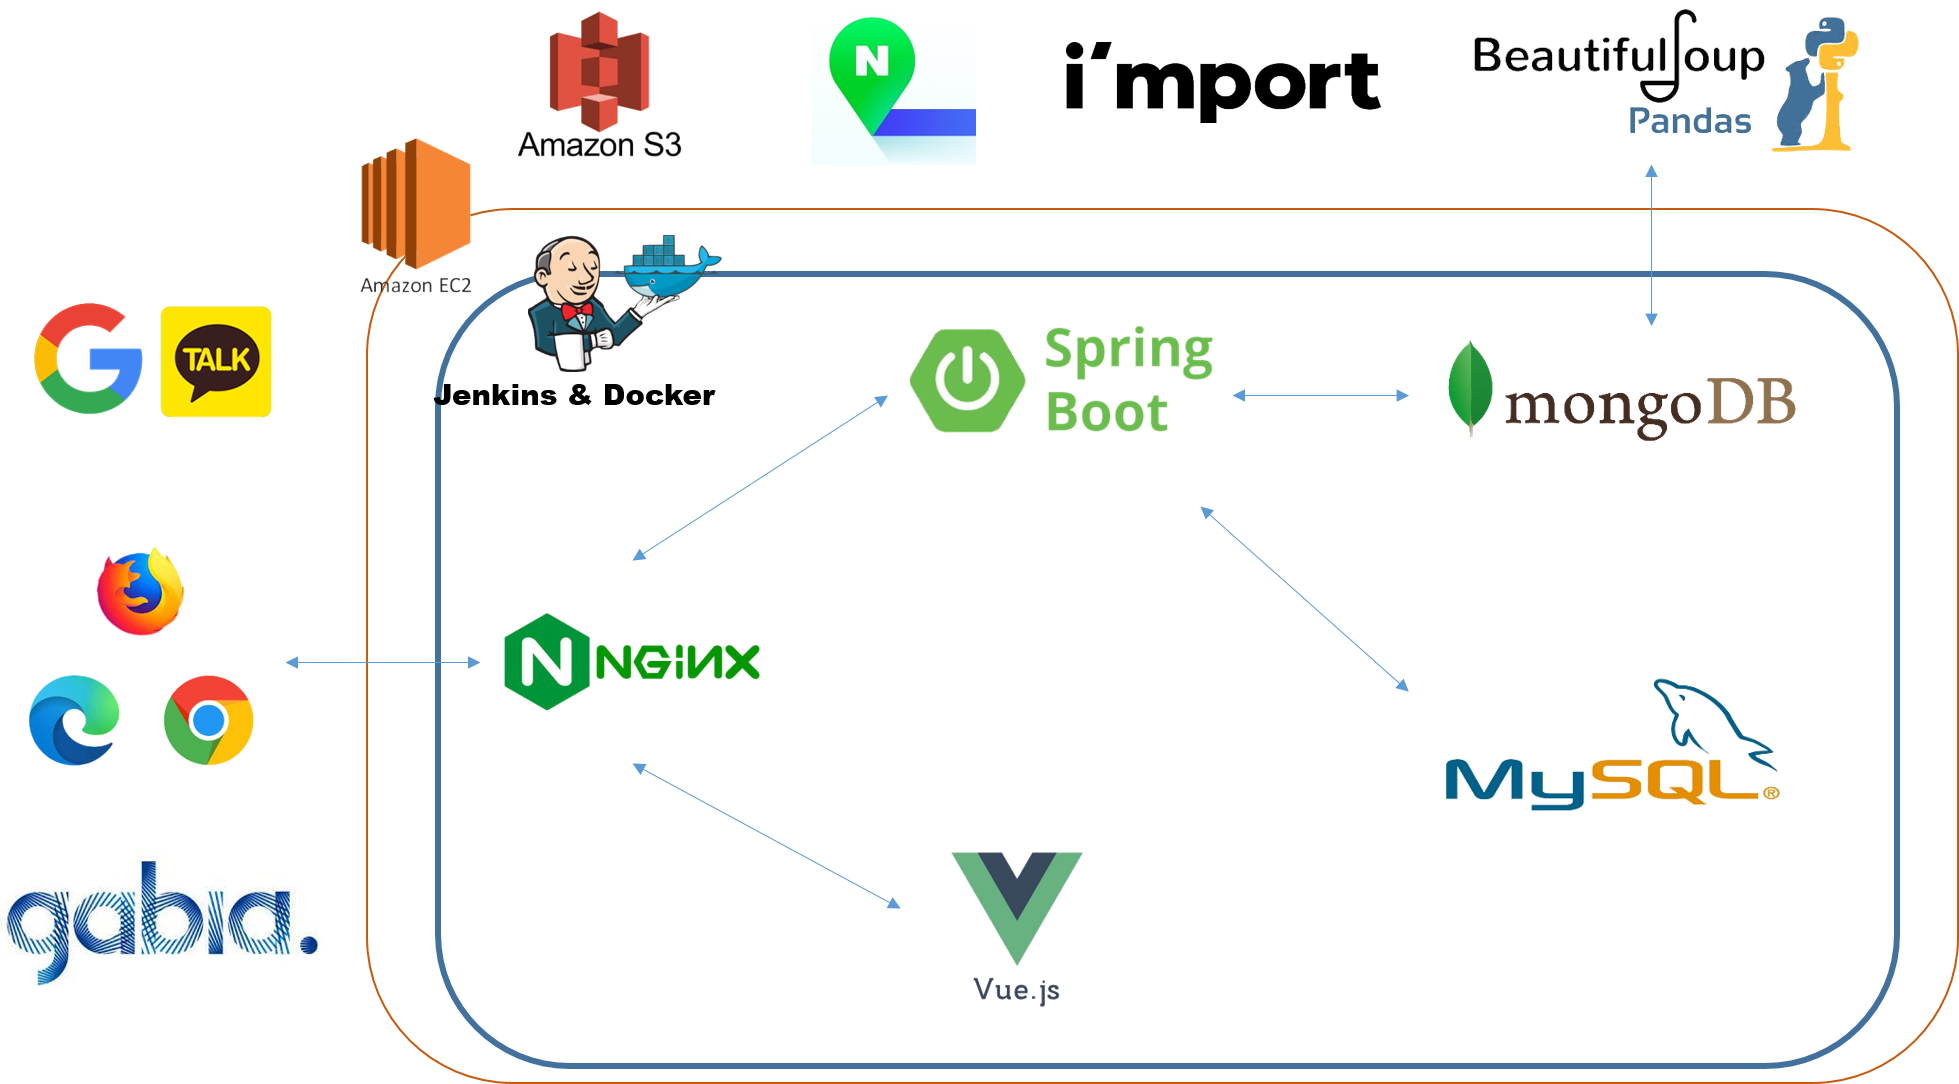 Amazon S3
N
i'mport
BeautifulSoup
Pandas
Amazon EC2
TALK
Jenkins & Docker
Spring
Boot
mongoDB
N NGINX
MySQL®
gabia.
Vue.js